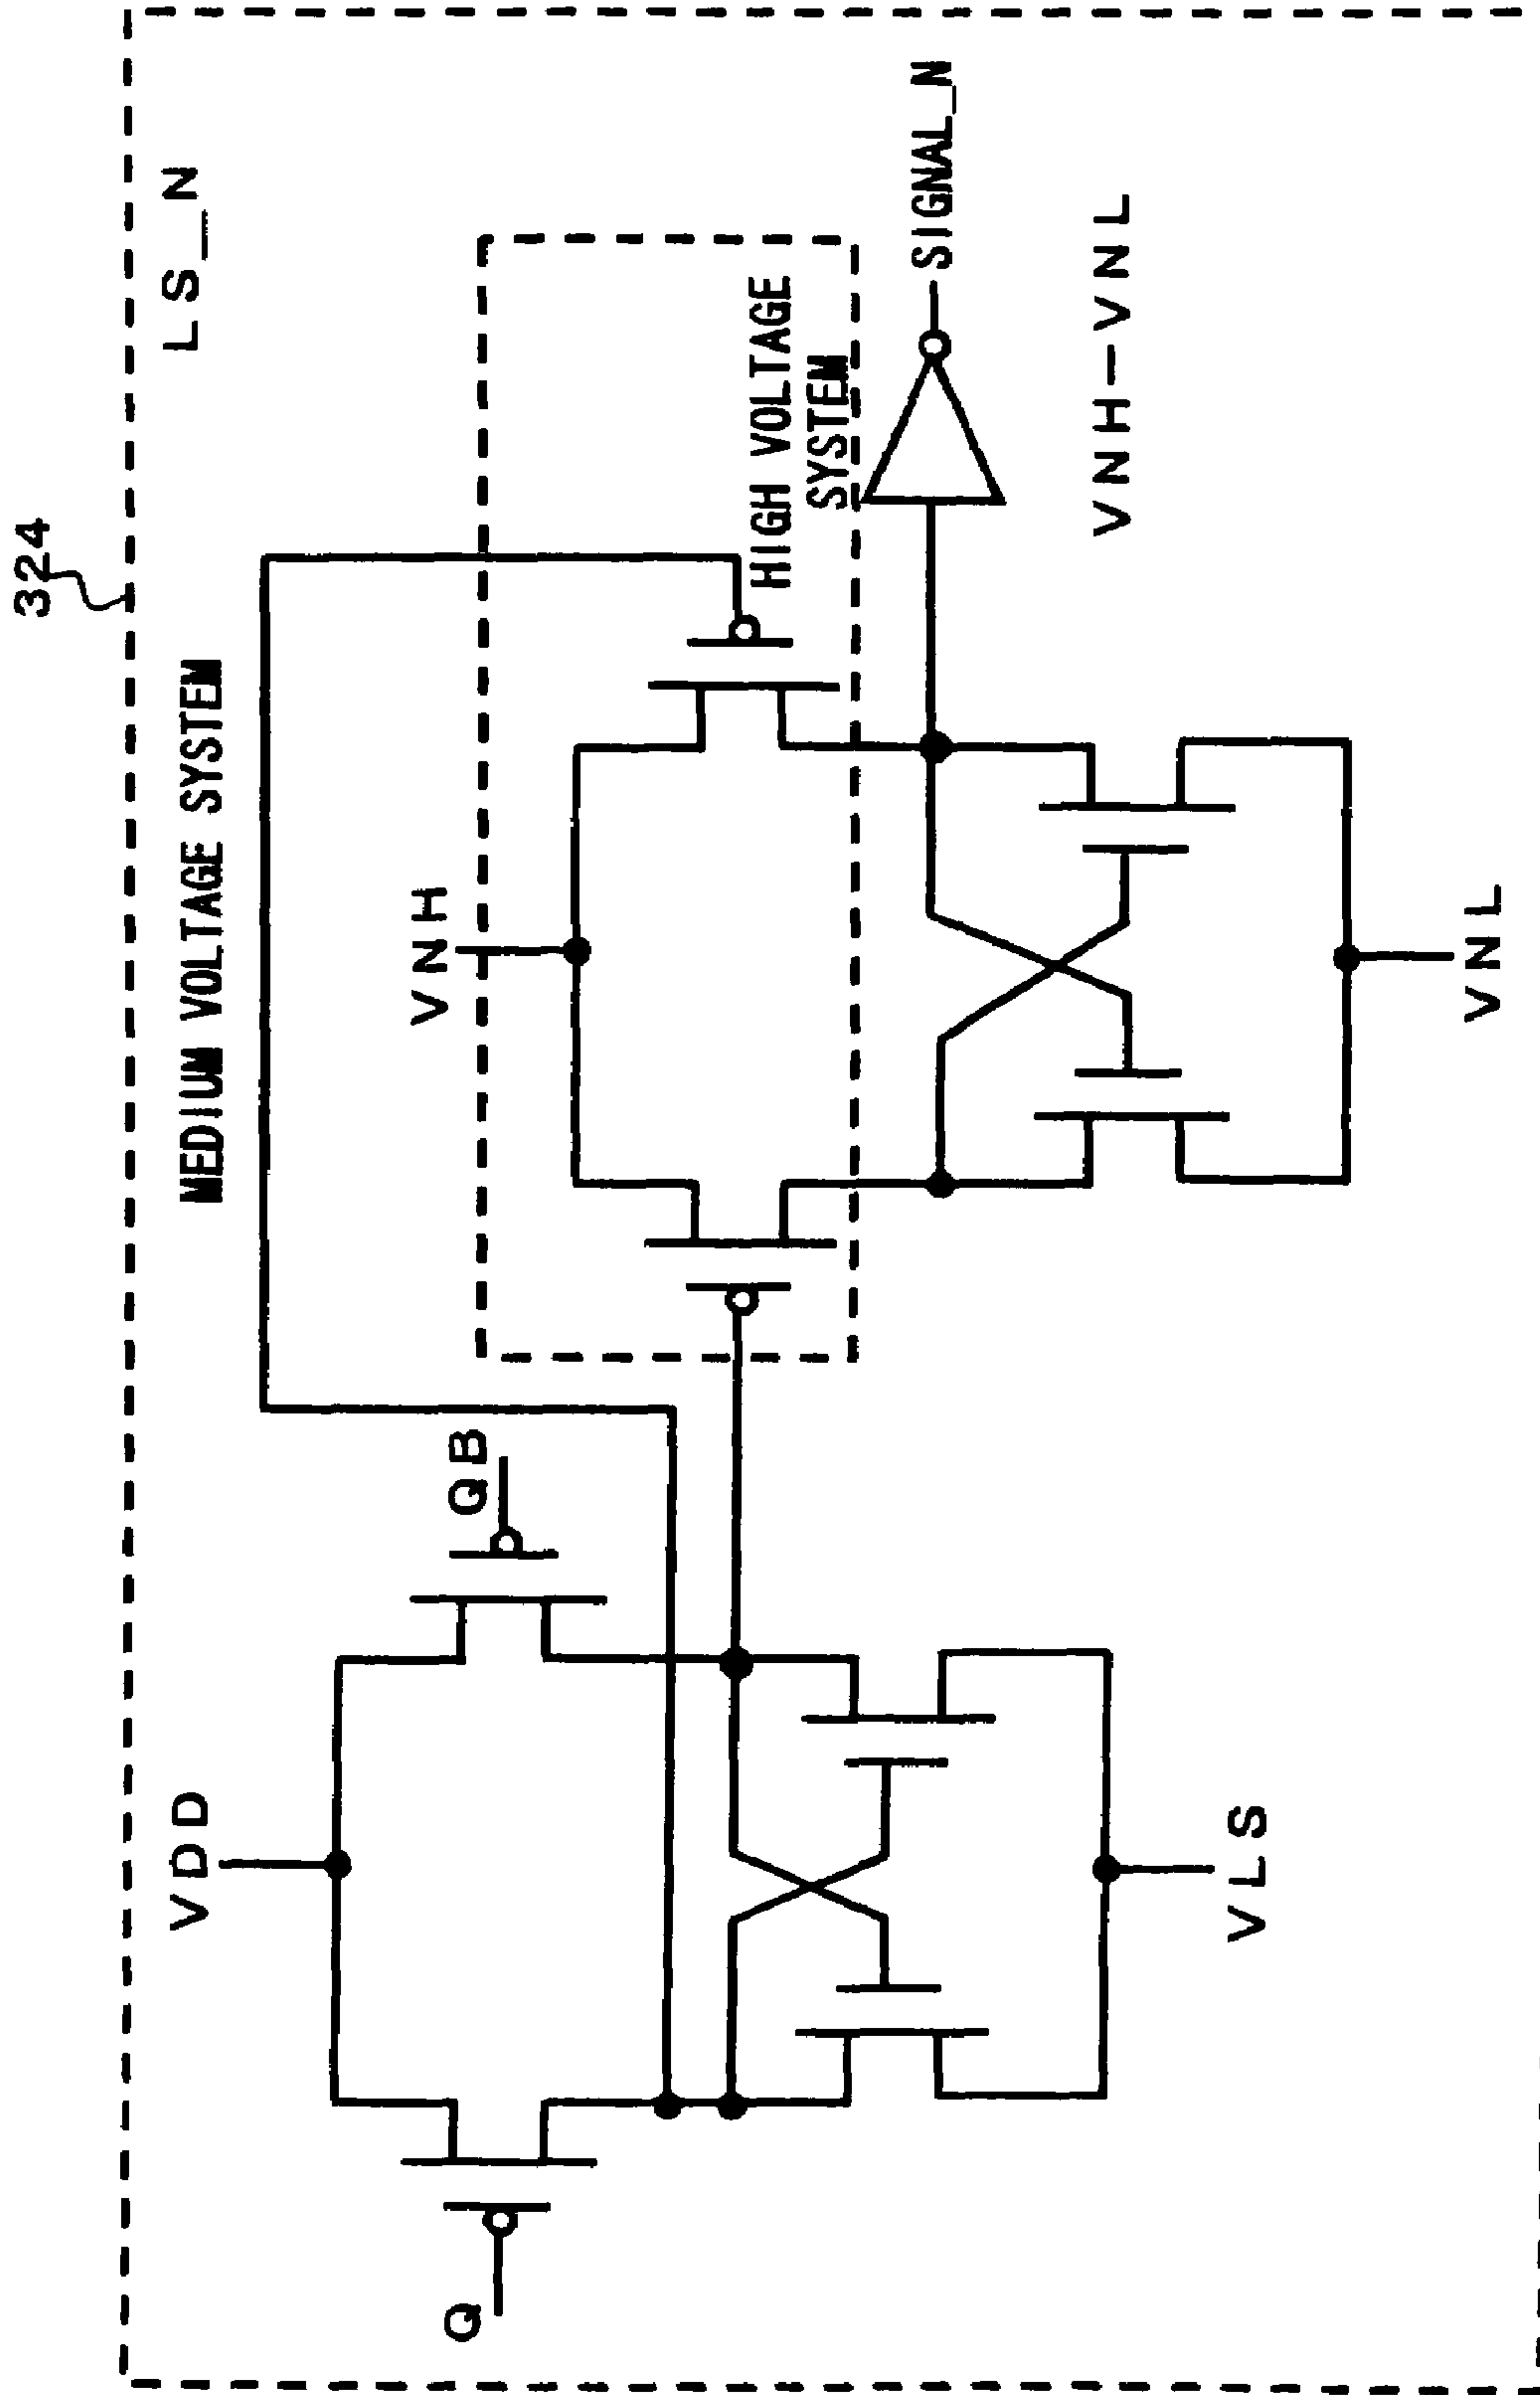 324
LS_N
MEDIUM VOLTAGE SYSTEM
VDD
QB
Q
VLS
VNH
HIGH VOLTAGE
SYSTEM
SIGNAL_N
VNH-VNL
VNL